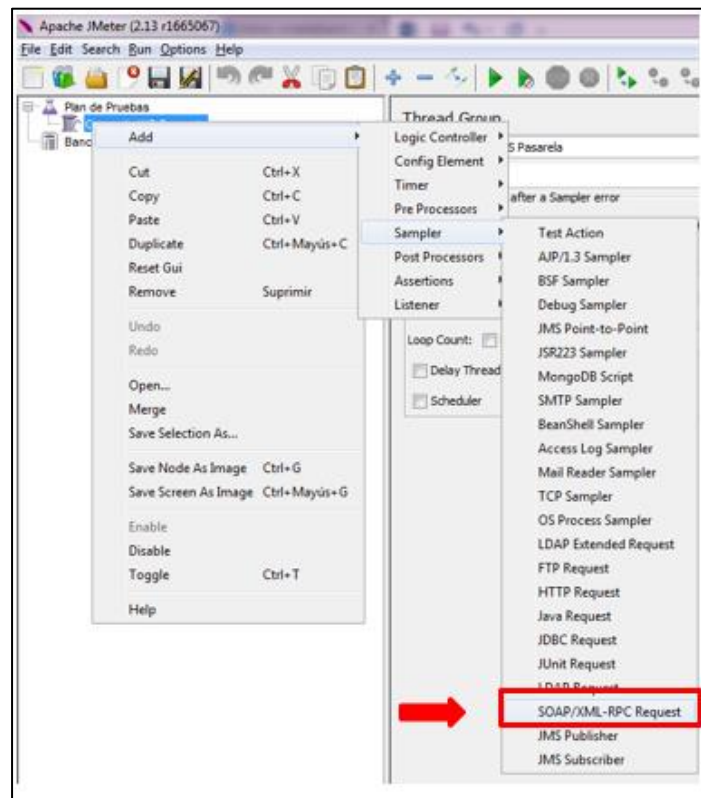 Apache JMeter (2.13 r1665067)
File Edit Search Run Options Help
Plan de Pruebas
Banc
Add
Cut Ctrl+X
Copy Ctrl+C
Paste Ctrl+V
Duplicate Ctrl+Mayús+C
Reset Gui
Remove Suprimir
Undo
Redo
Open...
Merge
Save Selection As...
Save Node As Image Ctrl+G
Save Screen As Image Ctrl+Mayús+G
Enable
Disable
Toggle Ctrl+T
Help
Thread Group
S Pasarela
after a Sampler error
Loop Count:
Delay Thread
Scheduler
Logic Controller
Config Element
Timer
Pre Processors
Sampler
Post Processors
Assertions
Listener
Test Action
AJP/1.3 Sampler
BSF Sampler
Debug Sampler
JMS Point-to-Point
JSR223 Sampler
MongoDB Script
SMTP Sampler
BeanShell Sampler
Access Log Sampler
Mail Reader Sampler
TCP Sampler
OS Process Sampler
LDAP Extended Request
FTP Request
HTTP Request
Java Request
JDBC Request
JUnit Request
LDAP Request
SOAP/XML-RPC Request
JMS Publisher
JMS Subscriber